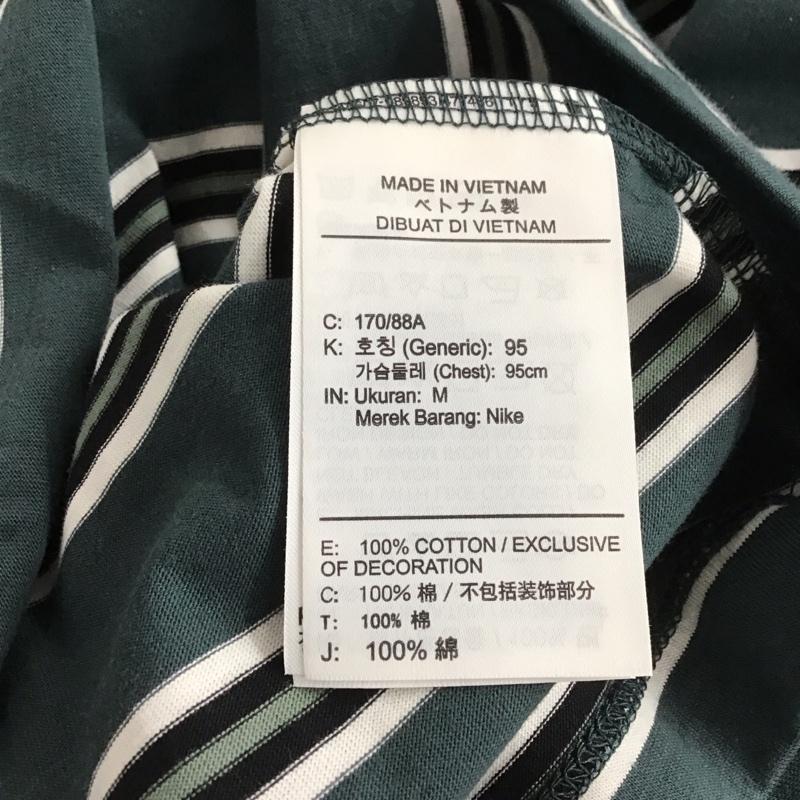 MADE IN VIETNAM
ベトナム製
DIBUAT DI VIETNAM
C: 170/88A
K: 호칭 (Generic): 95
가슴둘레 (Chest): 95cm
IN: Ukuran: M
Merek Barang: Nike
E: 100% COTTON / EXCLUSIVE
OF DECORATION
C: 100% 棉 / 不包括装饰部分
T: 100% 棉
J: 100% 綿